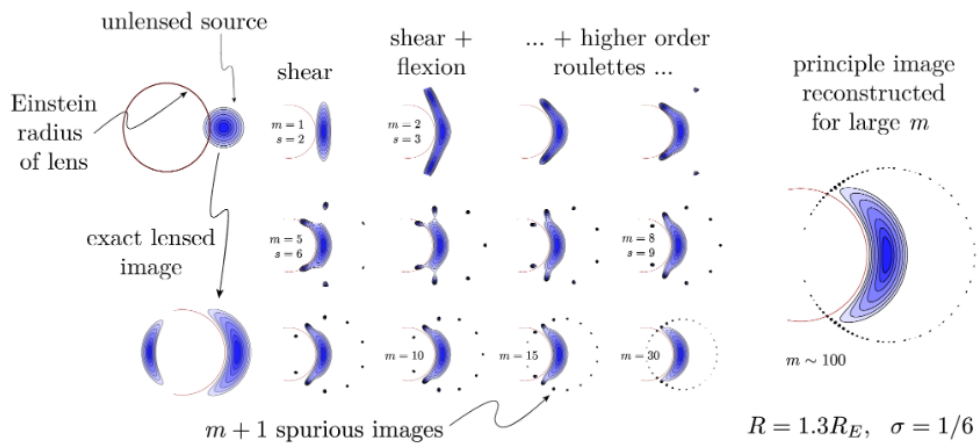 unlensed source
Einstein
radius
of lens
exact lensed
image
shear
shear +
flexion
... + higher order
roulettes ...
principle image
reconstructed
for large m
m = 1
s = 2
m = 2
s = 3
m = 5
s = 6
m = 8
s = 9
m = 10
m = 15
m = 30
m ∼ 100
m + 1 spurious images
R = 1.3R_E, σ = 1/6